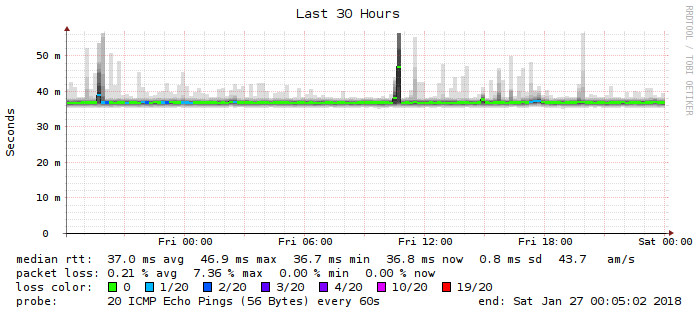 Last 30 Hours
RRDTOOL / TOBI OETIKER
Seconds
50 m
40 m
30 m
20 m
10 m
0
Fri 00:00 Fri 06:00 Fri 12:00 Fri 18:00 Sat 00:00
median rtt: 37.0 ms avg 46.9 ms max 36.7 ms min 36.8 ms now 0.8 ms sd 43.7 am/s
packet loss: 0.21 % avg 7.36 % max 0.00 % min 0.00 % now
loss color: 0 1/20 2/20 3/20 4/20 10/20 19/20
probe: 20 ICMP Echo Pings (56 Bytes) every 60s end: Sat Jan 27 00:05:02 2018